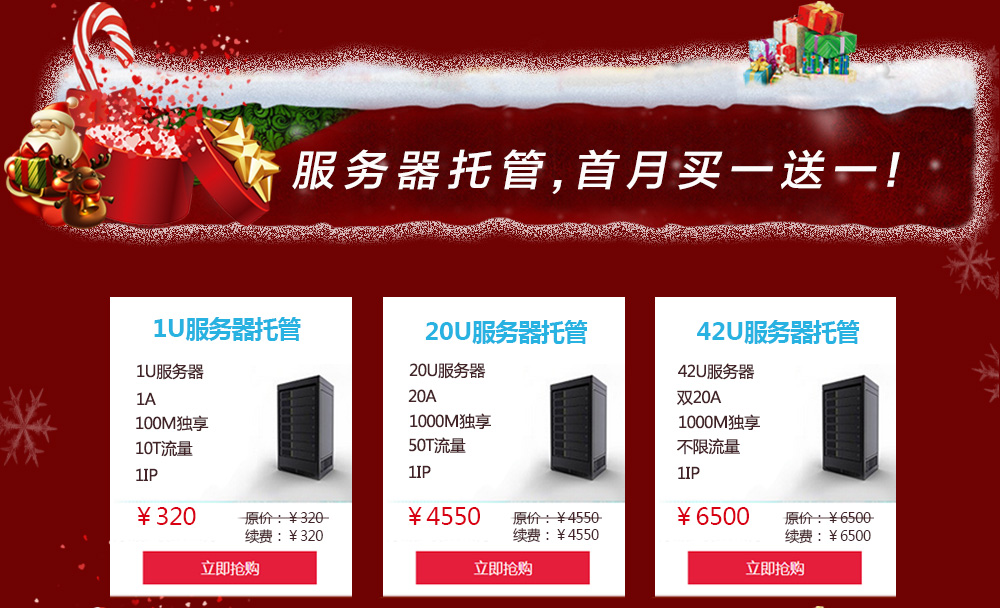 服务器托管,首月买一送一!
1U服务器托管
1U服务器
1A
100M独享
10T流量
1IP
￥320
原价：￥320
续费：￥320
立即抢购
20U服务器托管
20U服务器
20A
1000M独享
50T流量
1IP
￥4550
原价：￥4550
续费：￥4550
立即抢购
42U服务器托管
42U服务器
双20A
1000M独享
不限流量
1IP
￥6500
原价：￥6500
续费：￥6500
立即抢购